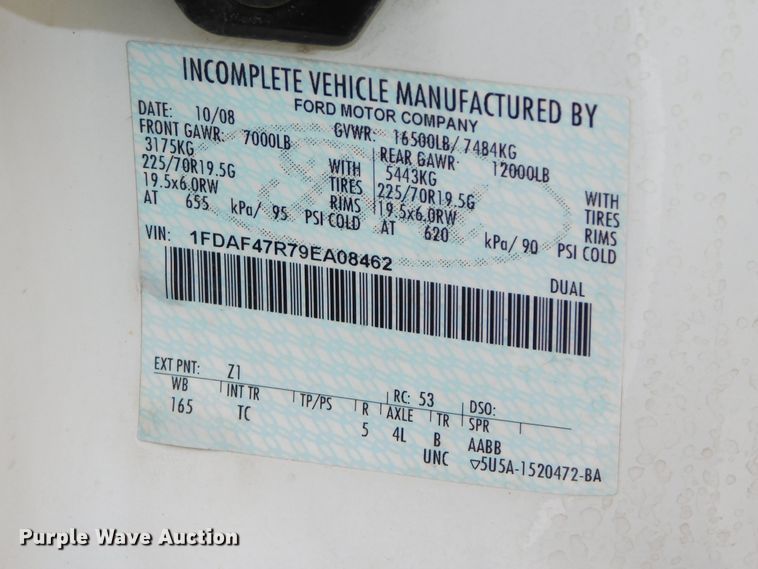 INCOMPLETE VEHICLE MANUFACTURED BY
FORD MOTOR COMPANY
DATE: 10/08 GVWR: 16500LB/ 7484KG
FRONT GAWR: 7000LB REAR GAWR: 12000LB
3175KG WITH 5443KG WITH
225/70R19.5G TIRES 225/70R19.5G TIRES
19.5x6.0RW RIMS 19.5x6.0RW RIMS
AT 655 kPa/ 95 PSI COLD AT 620 kPa/ 90 PSI COLD
VIN: 1FDAF47R79EA08462
DUAL
EXT PNT: Z1 RC: 53 DSO:
WB INT TR TP/PS R AXLE TR SPR
165 TC 5 4L B AABB
UNC ▽5U5A-1520472-BA
Purple Wave Auction